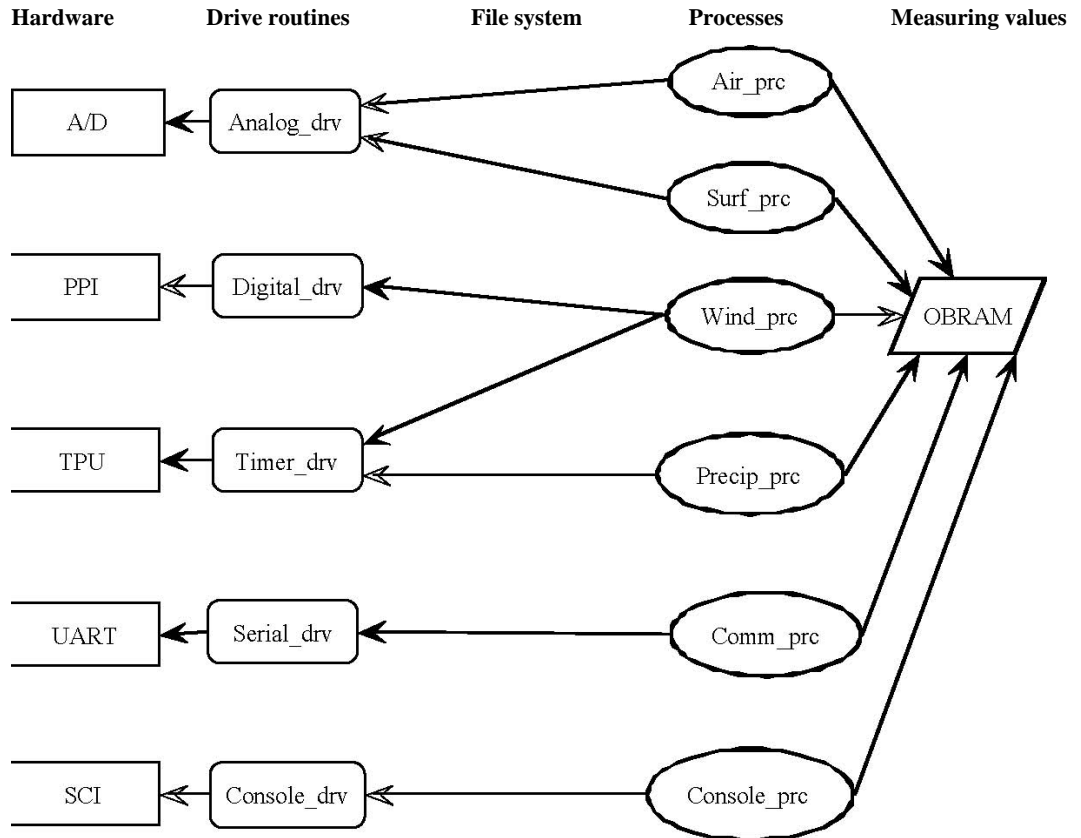 Hardware Drive routines File system Processes Measuring values
Air_prc
A/D Analog_drv
Surf_prc
PPI Digital_drv Wind_prc OBRAM
TPU Timer_drv Precip_prc
UART Serial_drv Comm_prc
SCI Console_drv Console_prc